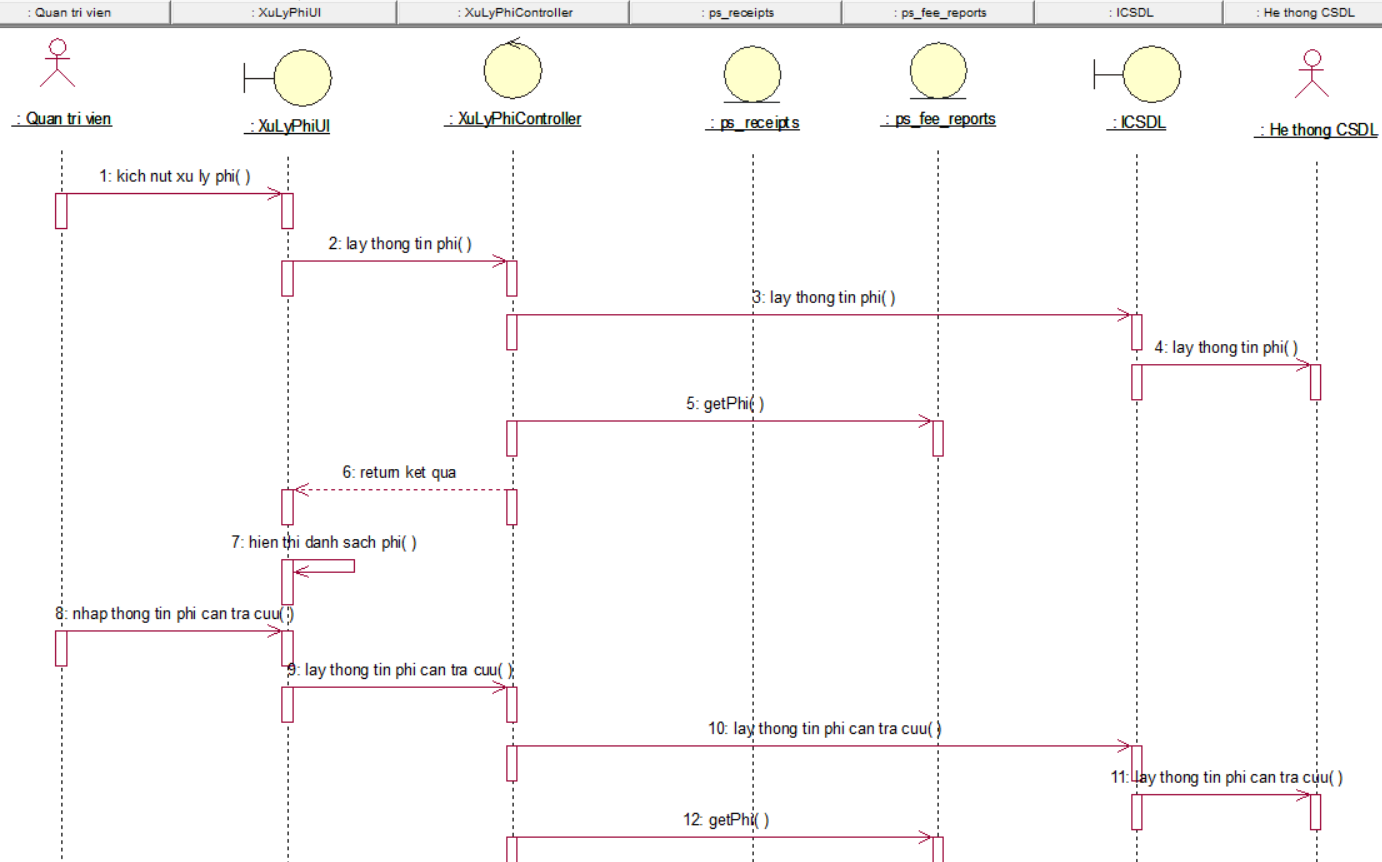 : Quan tri vien
: XuLyPhiUI
: XuLyPhiController
: ps_receipts
: ps_fee_reports
: ICSDL
: He thong CSDL
: Quan tri vien
: XuLyPhiUI
: XuLyPhiController
: ps_receipts
: ps_fee_reports
: ICSDL
: He thong CSDL
1: kich nut xu ly phi( )
2: lay thong tin phi( )
3: lay thong tin phi( )
4: lay thong tin phi( )
5: getPhi( )
6: return ket qua
7: hien thi danh sach phi( )
8: nhap thong tin phi can tra cuu( )
9: lay thong tin phi can tra cuu( )
10: lay thong tin phi can tra cuu( )
11: lay thong tin phi can tra cuu( )
12: getPhi( )